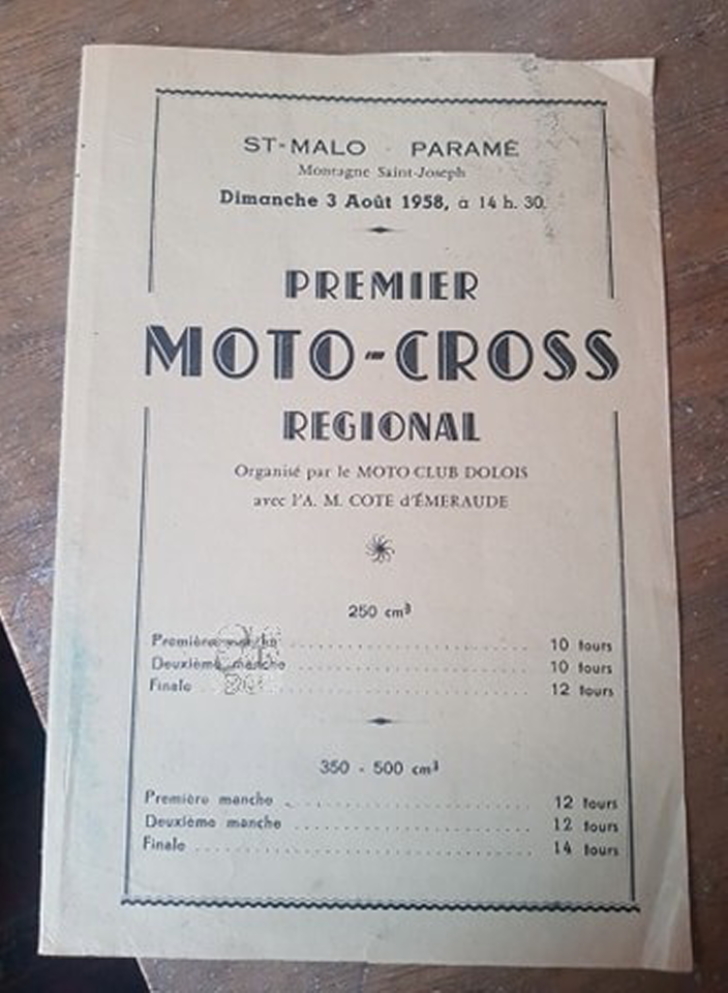 ST-MALO - PARAMÉ
Montagne Saint-Joseph
Dimanche 3 Août 1958, à 14 h. 30.
PREMIER
MOTO-CROSS
REGIONAL
Organisé par le MOTO CLUB DOLOIS
avec l'A. M. COTE d'ÉMERAUDE
250 cm³
Première manche .......... 10 tours
Deuxième manche .......... 10 tours
Finale .......... 12 tours
350 - 500 cm³
Première manche .......... 12 tours
Deuxième manche .......... 12 tours
Finale .......... 14 tours